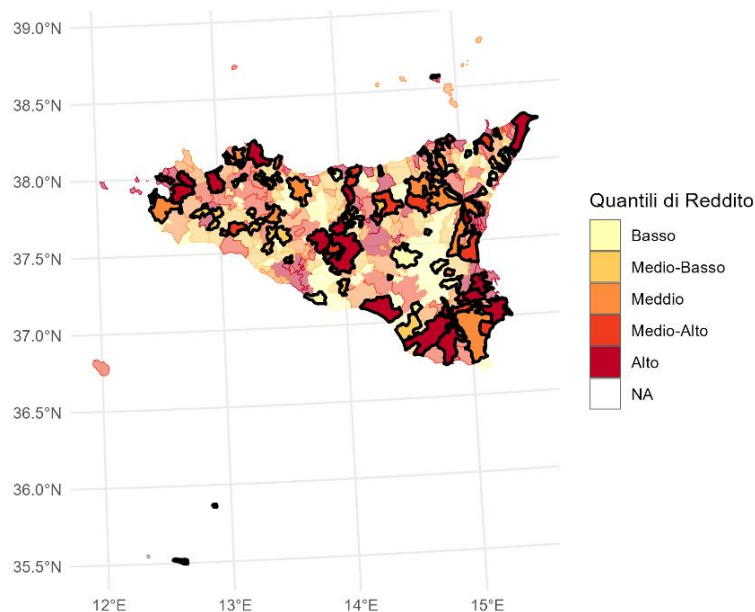 39.0°N
38.5°N
38.0°N
37.5°N
37.0°N
36.5°N
36.0°N
35.5°N
12°E 13°E 14°E 15°E
Quantili di Reddito
Basso
Medio-Basso
Meddio
Medio-Alto
Alto
NA